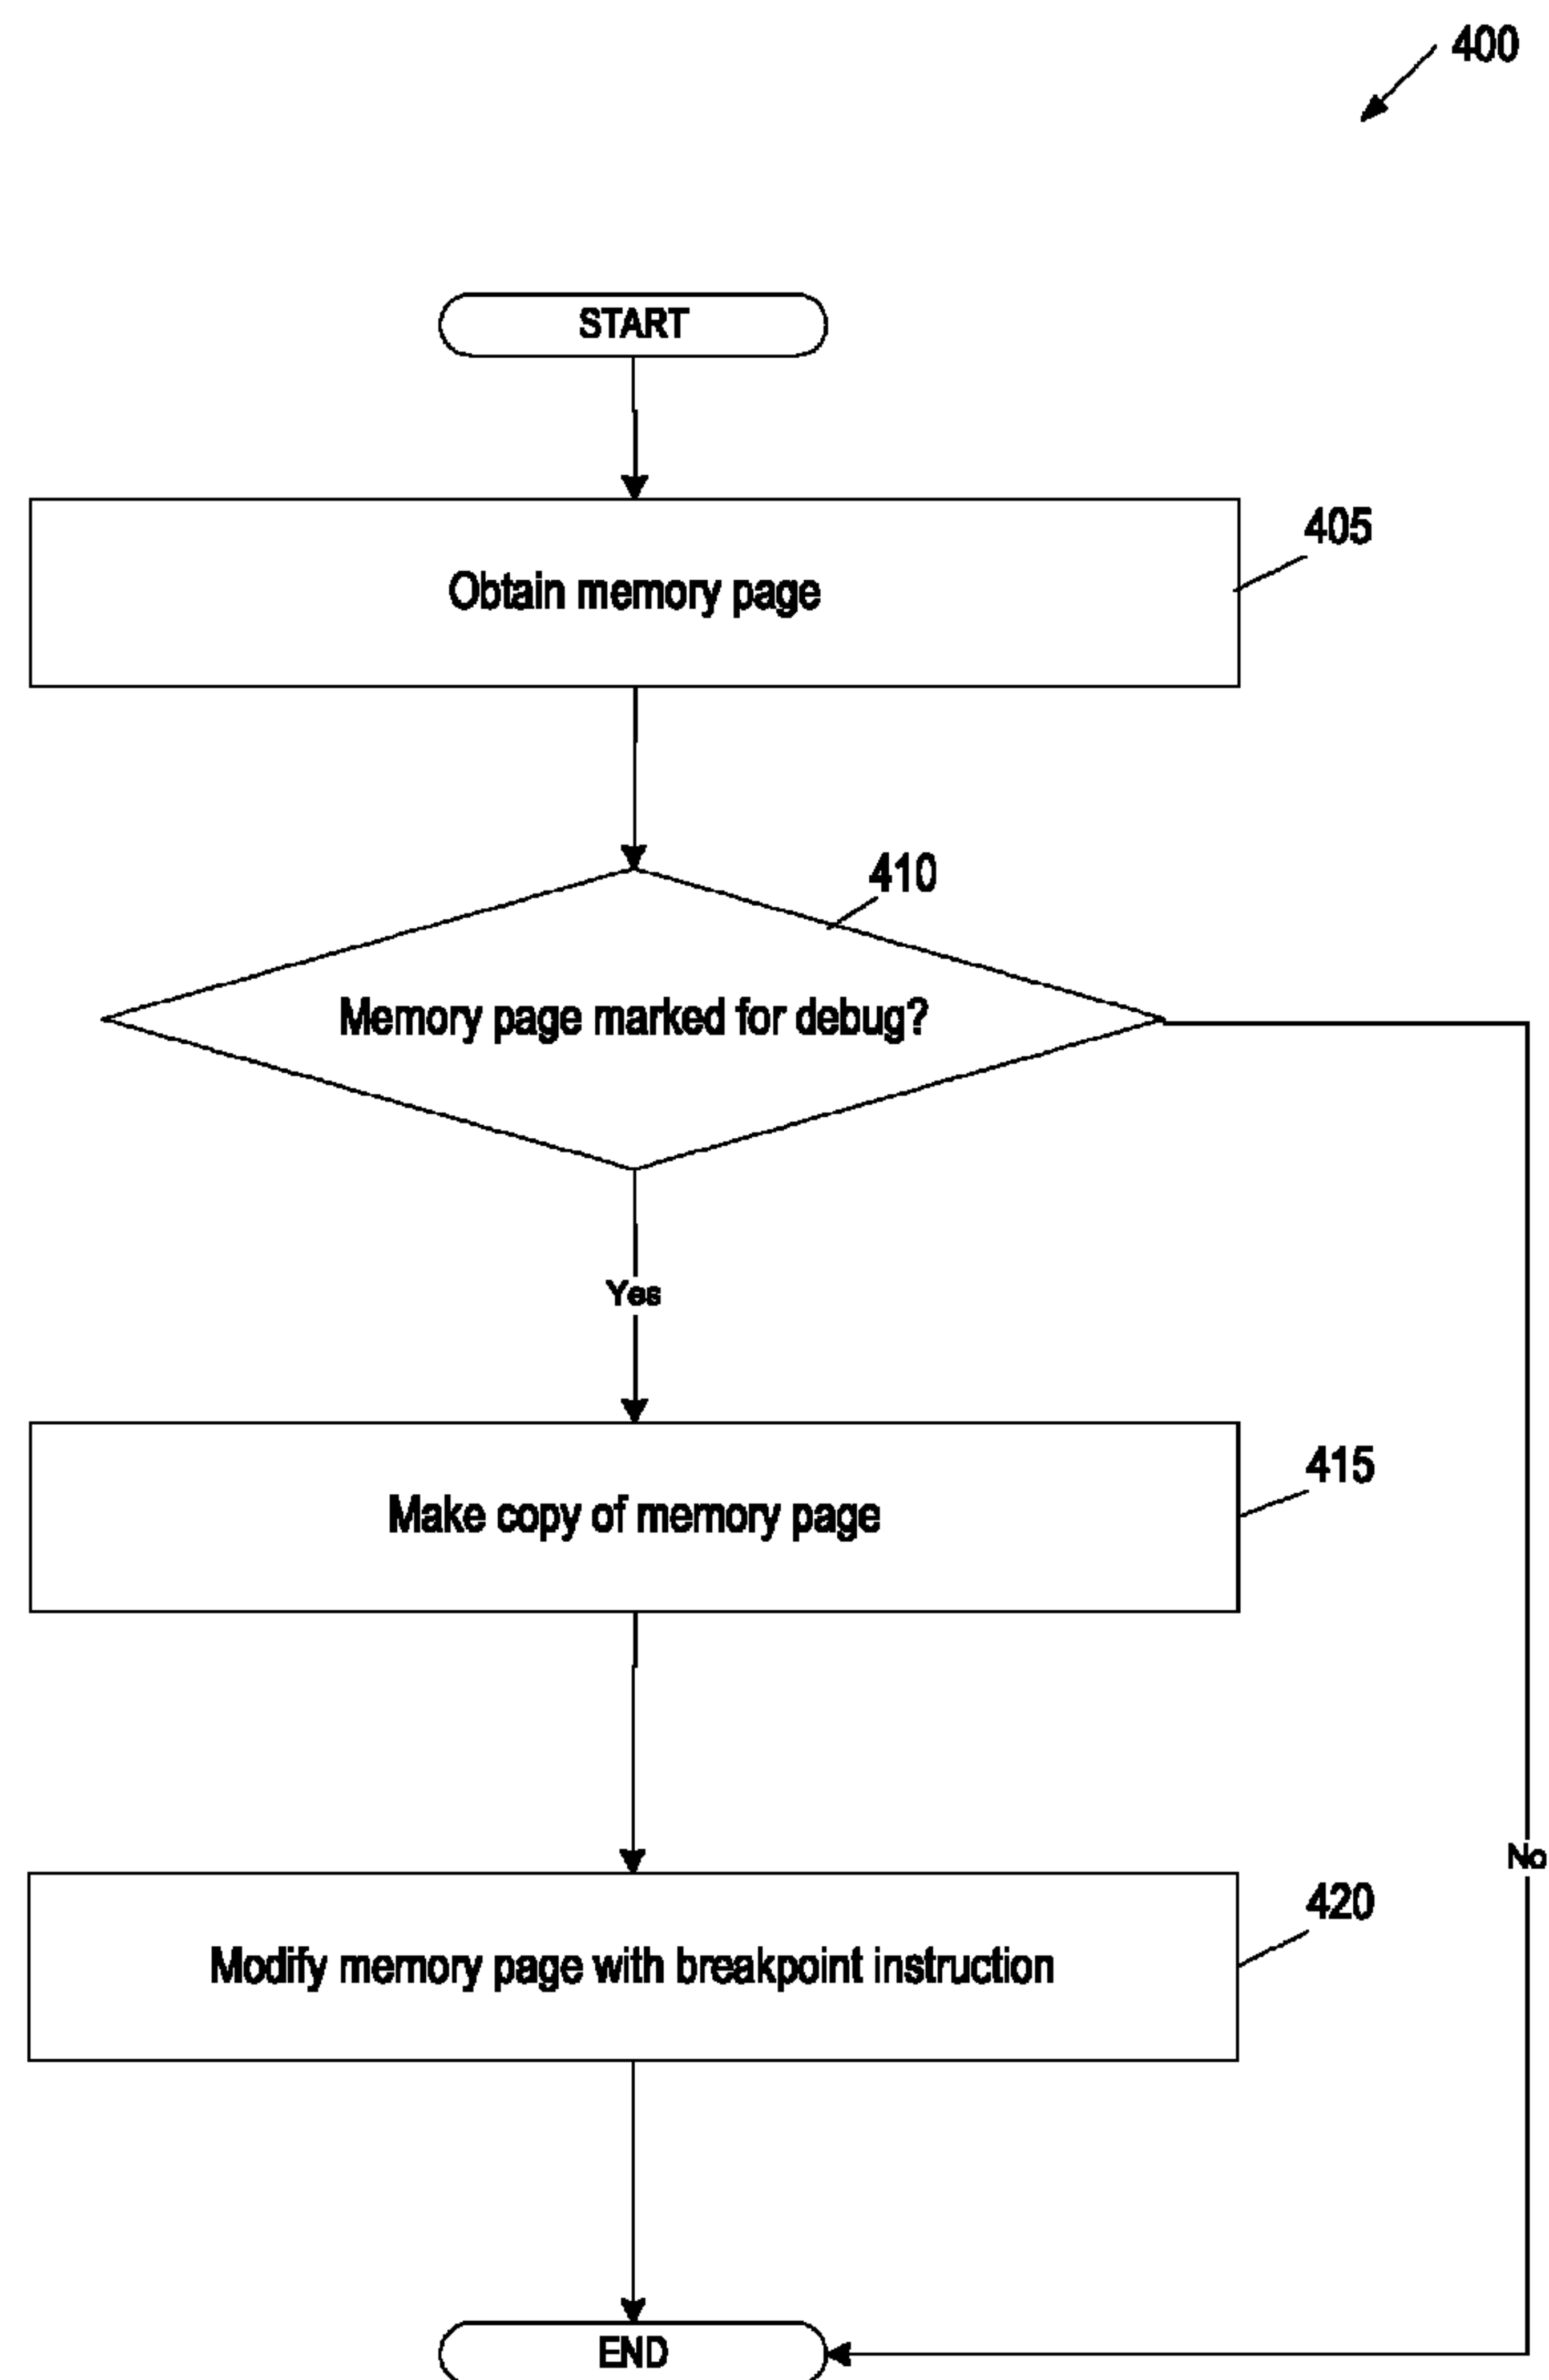 400
START
405
Obtain memory page
410
Memory page marked for debug?
Yes
415
Make copy of memory page
No
420
Modify memory page with breakpoint instruction
END